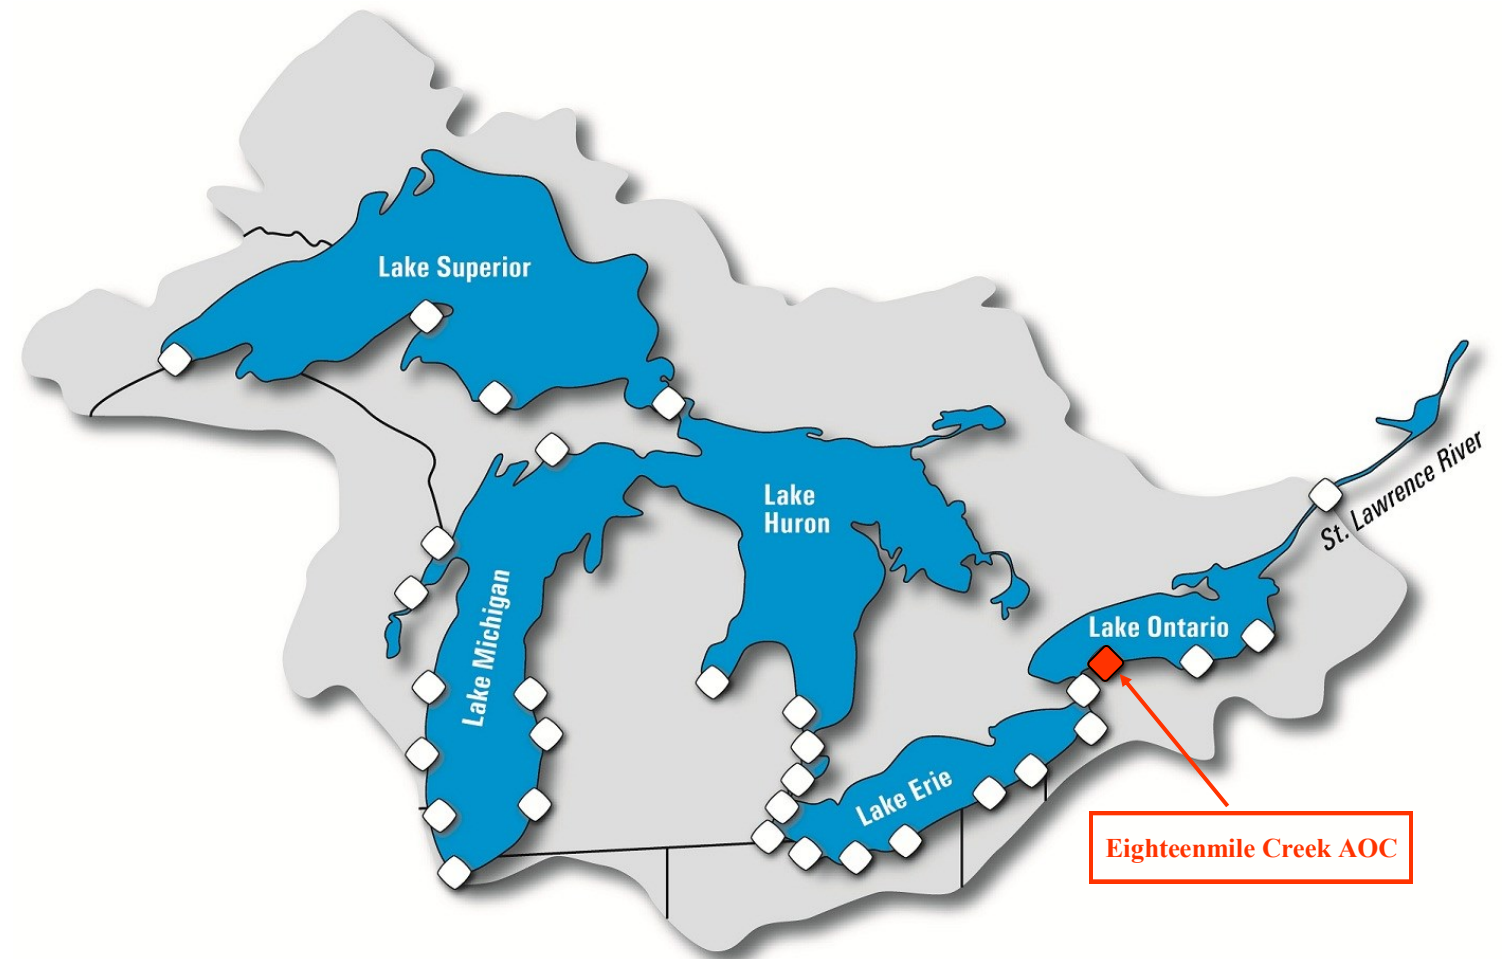 Lake Superior
Lake
Huron
St. Lawrence River
Lake Michigan
Lake Ontario
Lake Erie
Eighteenmile Creek AOC